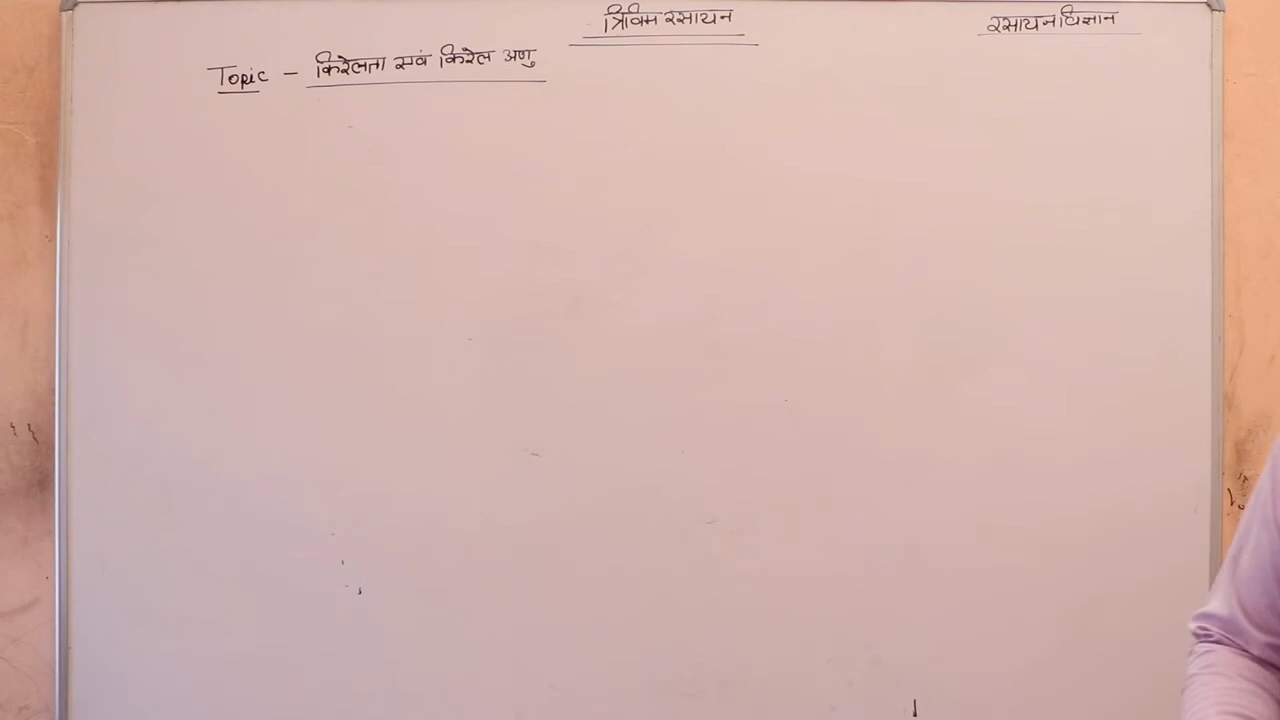 त्रिविम रसायन
रसायन विज्ञान
Topic – किरेलता एवं किरेल अणु